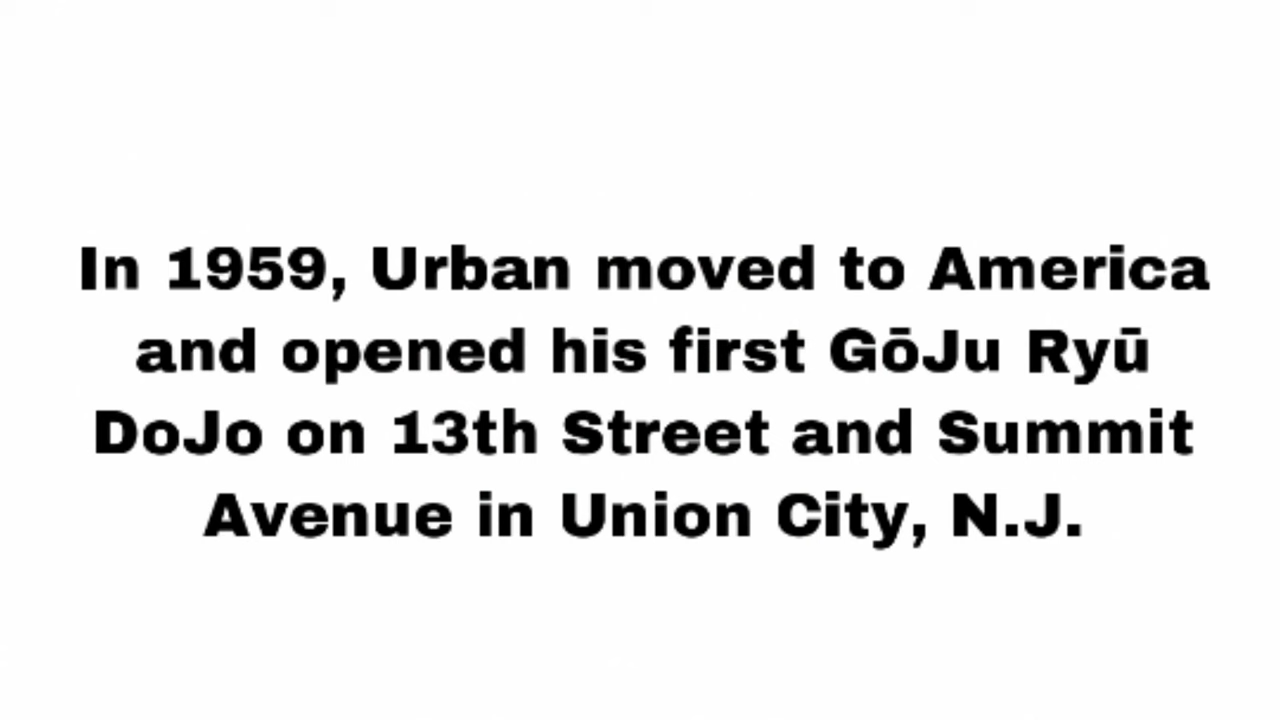 In 1959, Urban moved to America
and opened his first GōJu Ryū
DoJo on 13th Street and Summit
Avenue in Union City, N.J.